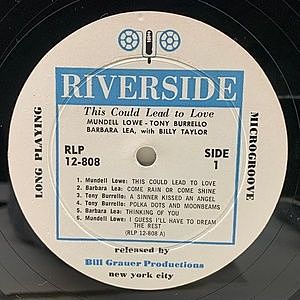 RIVERSIDE
This Could Lead to Love
MUNDELL LOWE - TONY BURRELLO
BARBARA LEA, with BILLY TAYLOR
RLP
12-808
SIDE
1
LONG PLAYING
MICROGROOVE
1. Mundell Lowe: THIS COULD LEAD TO LOVE
2. Barbara Lea: COME RAIN OR COME SHINE
3. Tony Burrello: A SINNER KISSED AN ANGEL
4. Tony Burrello: POLKA DOTS AND MOONBEAMS
5. Barbara Lea: THINKING OF YOU
6. Mundell Lowe: I GUESS I'LL HAVE TO DREAM
THE REST
(RLP 12-808 A)
released by
Bill Grauer Productions
new york city